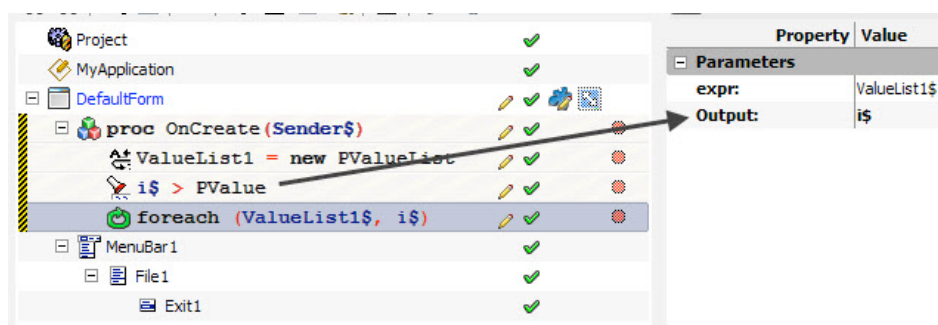 Project
MyApplication
DefaultForm
proc OnCreate(Sender$)
ValueList1 = new PValueList
i$ > PValue
foreach (ValueList1$, i$)
MenuBar1
File1
Exit1
Property Value
Parameters
expr: ValueList1$
Output: i$